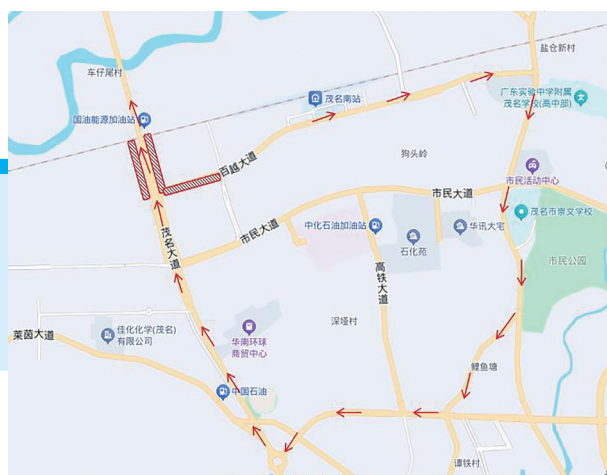 盐仓新村
车仔尾村
广东实验中学附属
茂名学校(高中部)
茂名南站
国油能源加油站
狗头岭
百越大道
市民活动中心
市民大道
茂名市崇文学校
中化石油加油站
华讯大宅
市民大道
石化苑
茂名大道
市民公园
高铁大道
深垭村
莱茵大道
佳化化学(茂名)
有限公司
华南环球
商贸中心
鲤鱼塘
中国石油
谭铁村